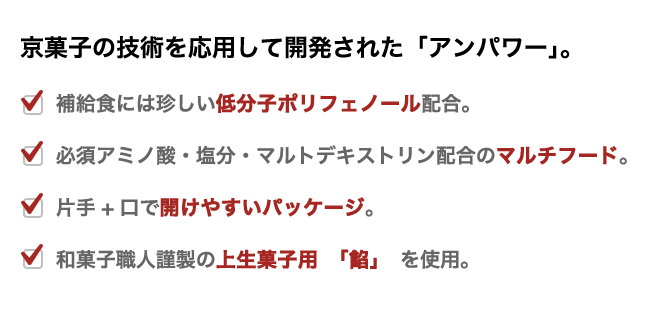 京菓子の技術を応用して開発された「アンパワー」。
補給食には珍しい低分子ポリフェノール配合。
必須アミノ酸・塩分・マルトデキストリン配合のマルチフード。
片手+口で開けやすいパッケージ。
和菓子職人謹製の上生菓子用 「餡」 を使用。